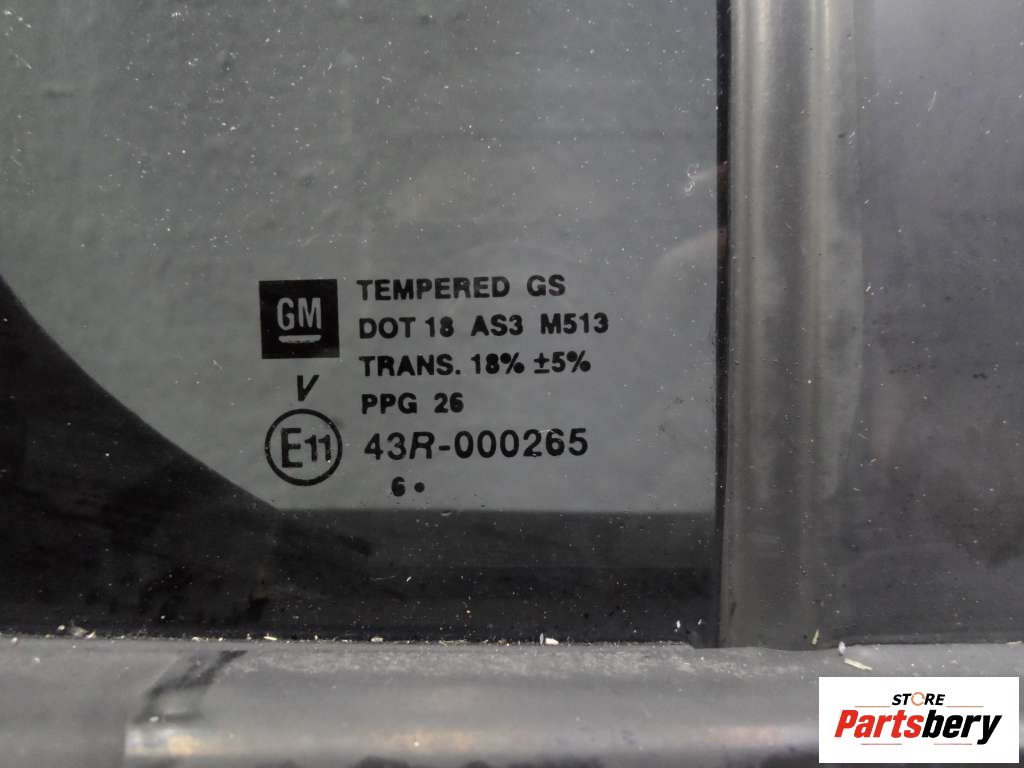 GM
TEMPERED GS
DOT 18 AS3 M513
TRANS. 18% ±5%
V
PPG 26
E11 43R-000265
6 •
STORE
Partsbery